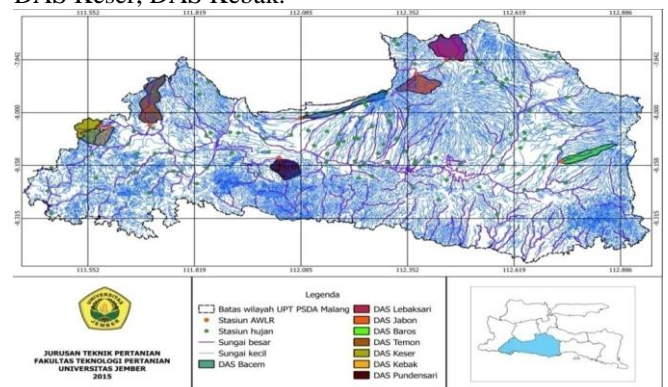 DAS Keser, DAS Kebak.
111.552 111.819 112.085 112.352 112.619 112.886
-7.842 -7.842
-8.000 -8.000
-8.158 -8.158
-8.315 -8.315
111.552 111.819 112.085 112.352 112.619 112.886
UNIVERSITAS
JEMBER
JURUSAN TEKNIK PERTANIAN
FAKULTAS TEKNOLOGI PERTANIAN
UNIVERSITAS JEMBER
2015
Legenda
Batas wilayah UPT PSDA Malang
Stasiun AWLR
Stasiun hujan
Sungai besar
Sungai kecil
DAS Bacem
DAS Lebaksari
DAS Jabon
DAS Baros
DAS Temon
DAS Keser
DAS Kebak
DAS Pundensari